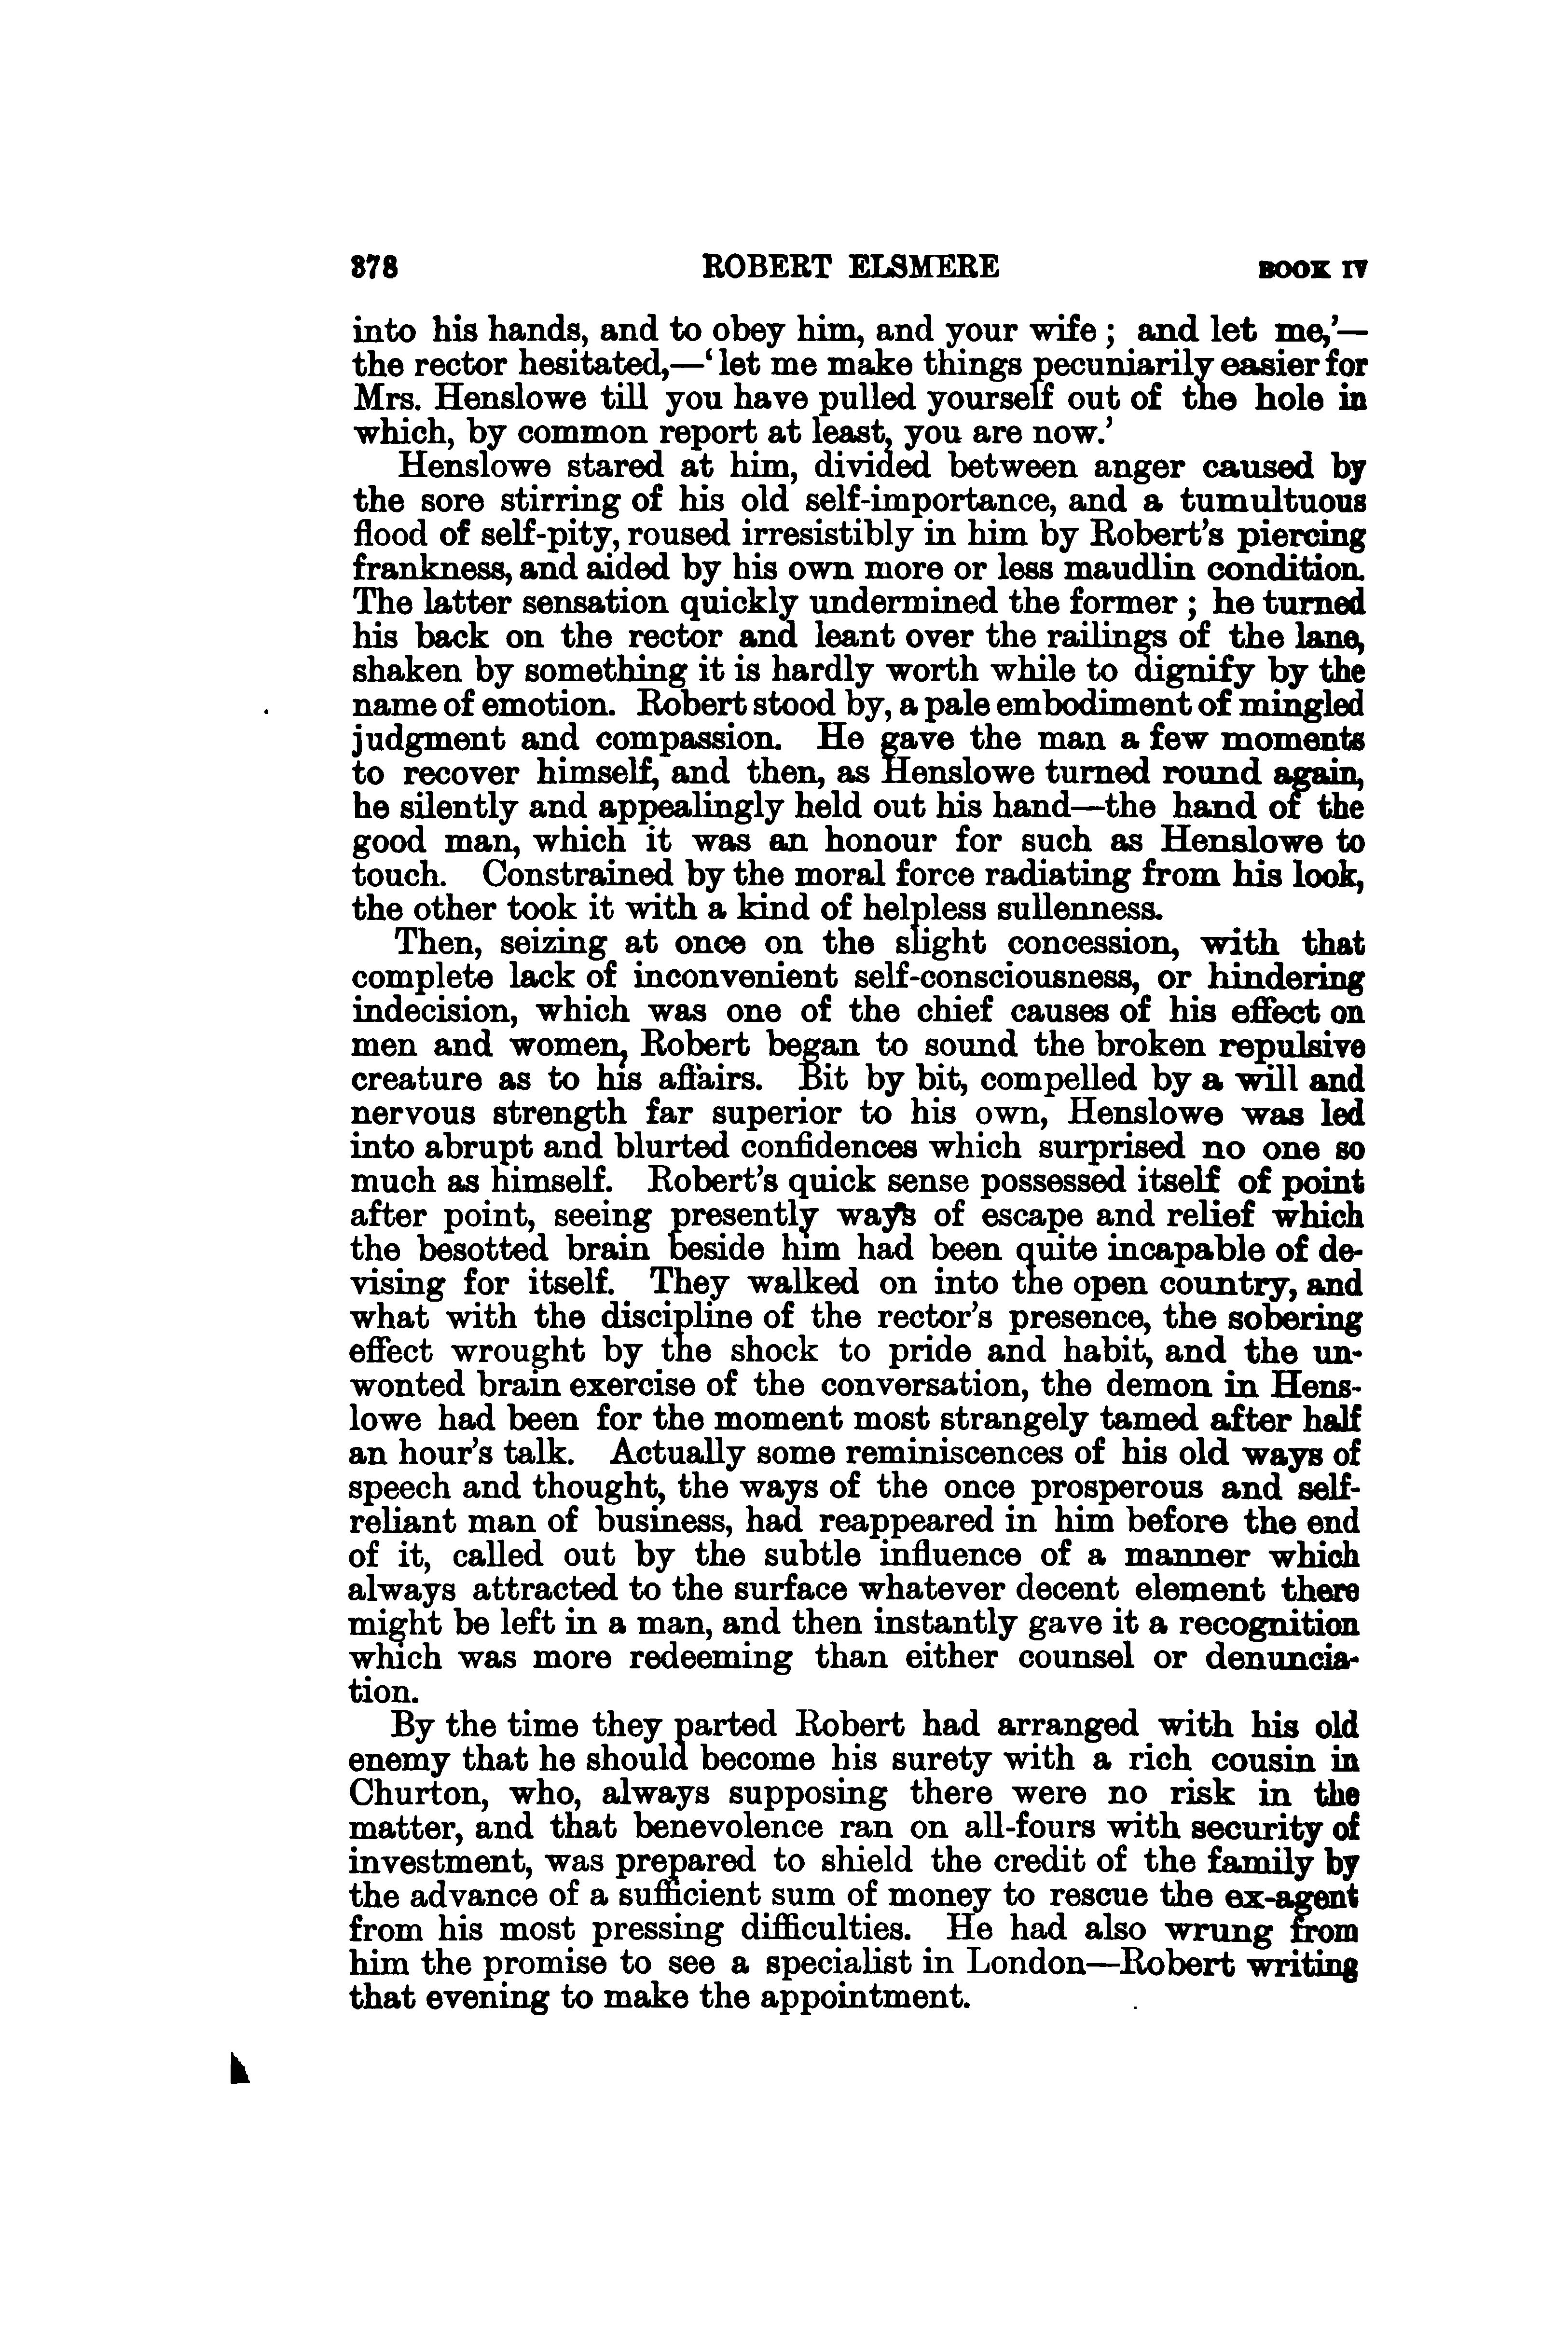 378 ROBERT ELSMERE BOOK IV
into his hands, and to obey him, and your wife ; and let me,'—
the rector hesitated,—'let me make things pecuniarily easier for
Mrs. Henslowe till you have pulled yourself out of the hole in
which, by common report at least, you are now.'
Henslowe stared at him, divided between anger caused by
the sore stirring of his old self-importance, and a tumultuous
flood of self-pity, roused irresistibly in him by Robert's piercing
frankness, and aided by his own more or less maudlin condition.
The latter sensation quickly undermined the former ; he turned
his back on the rector and leant over the railings of the lane,
shaken by something it is hardly worth while to dignify by the
name of emotion. Robert stood by, a pale embodiment of mingled
judgment and compassion. He gave the man a few moments
to recover himself, and then, as Henslowe turned round again,
he silently and appealingly held out his hand—the hand of the
good man, which it was an honour for such as Henslowe to
touch. Constrained by the moral force radiating from his look,
the other took it with a kind of helpless sullenness.
Then, seizing at once on the slight concession, with that
complete lack of inconvenient self-consciousness, or hindering
indecision, which was one of the chief causes of his effect on
men and women, Robert began to sound the broken repulsive
creature as to his affairs. Bit by bit, compelled by a will and
nervous strength far superior to his own, Henslowe was led
into abrupt and blurted confidences which surprised no one so
much as himself. Robert's quick sense possessed itself of point
after point, seeing presently ways of escape and relief which
the besotted brain beside him had been quite incapable of de-
vising for itself. They walked on into the open country, and
what with the discipline of the rector's presence, the sobering
effect wrought by the shock to pride and habit, and the un-
wonted brain exercise of the conversation, the demon in Hens-
lowe had been for the moment most strangely tamed after half
an hour's talk. Actually some reminiscences of his old ways of
speech and thought, the ways of the once prosperous and self-
reliant man of business, had reappeared in him before the end
of it, called out by the subtle influence of a manner which
always attracted to the surface whatever decent element there
might be left in a man, and then instantly gave it a recognition
which was more redeeming than either counsel or denuncia-
tion.
By the time they parted Robert had arranged with his old
enemy that he should become his surety with a rich cousin in
Churton, who, always supposing there were no risk in the
matter, and that benevolence ran on all-fours with security of
investment, was prepared to shield the credit of the family by
the advance of a sufficient sum of money to rescue the ex-agent
from his most pressing difficulties. He had also wrung from
him the promise to see a specialist in London—Robert writing
that evening to make the appointment.